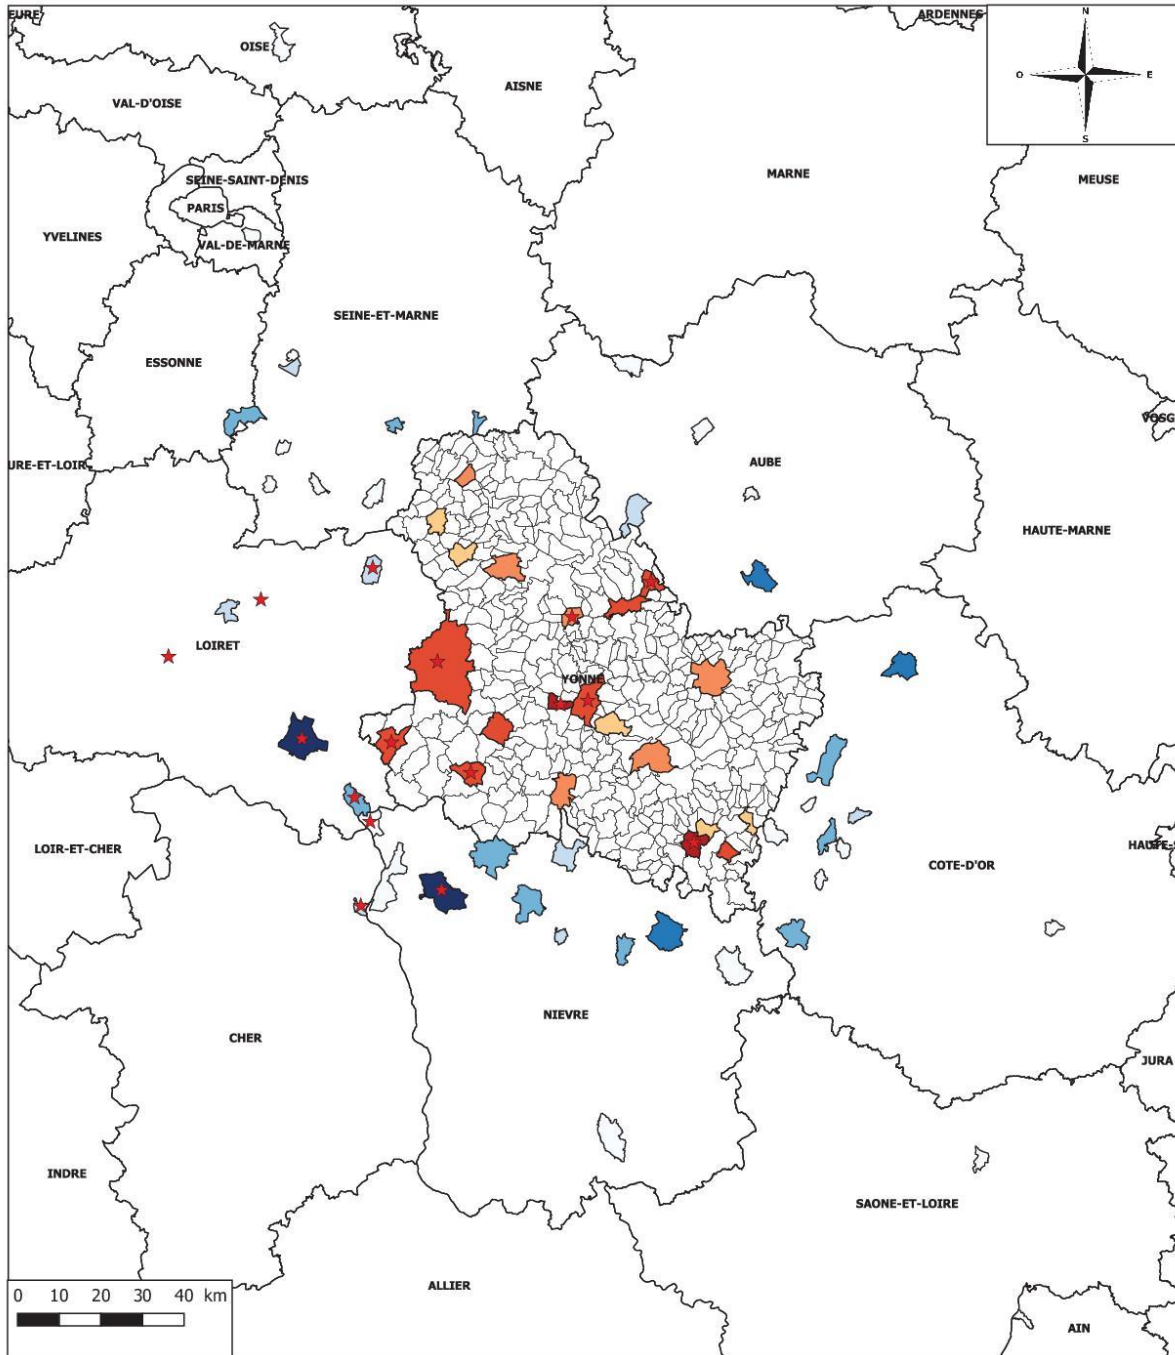 EURE
ARDENNES
N
OISE
O
E
AISNE
VAL-D'OISE
S
MARNE
SEINE-SAINT-DENIS
MEUSE
PARIS
YVELINES
VAL-DE-MARNE
SEINE-ET-MARNE
ESSONNE
VOSG
URE-ET-LOIR
AUBE
HAUTE-MARNE
LOIRET
YONNE
LOIR-ET-CHER
HAUTE-S
COTE-D'OR
NIEVRE
CHER
JURA
INDRE
SAONE-ET-LOIRE
ALLIER
0 10 20 30 40 km
AIN